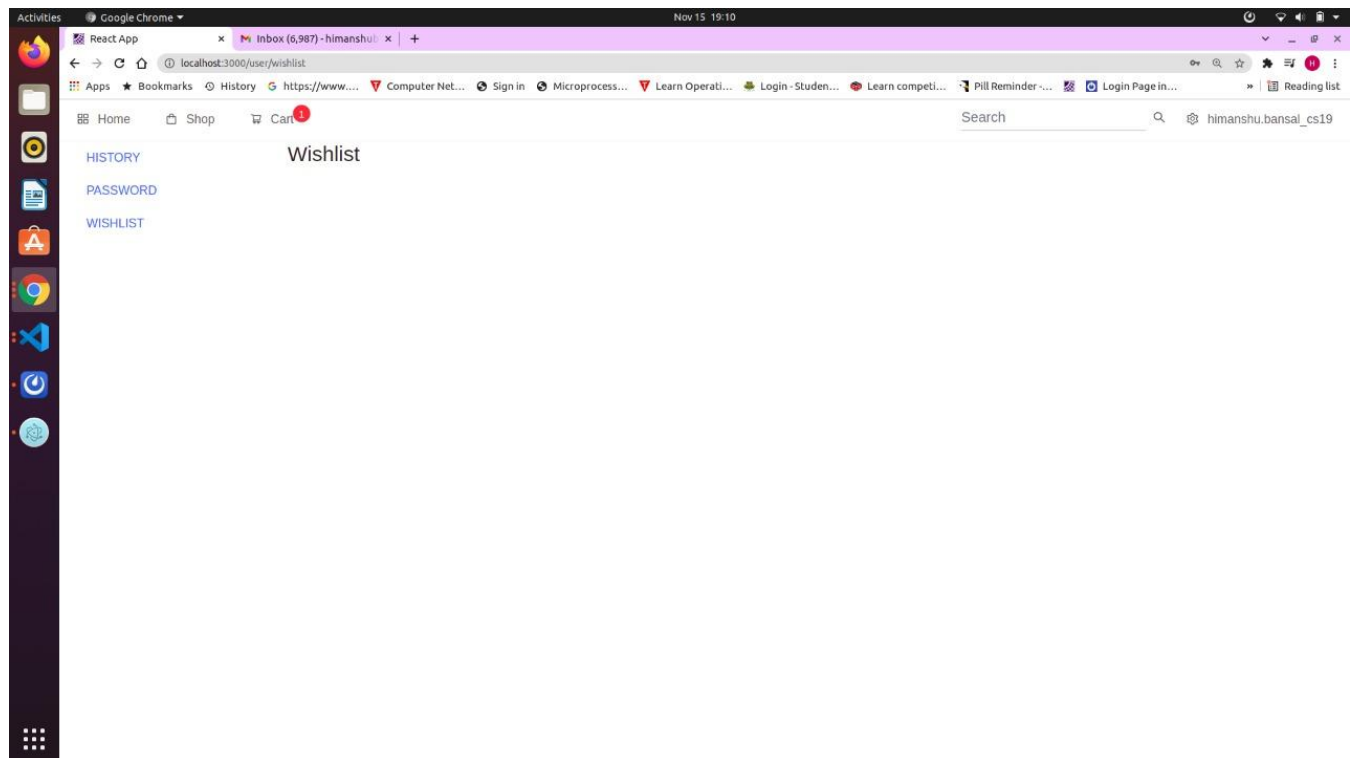 Activities Google Chrome Nov 15 19:10
React App Inbox (6,987) - himanshub
localhost:3000/user/wishlist
Apps Bookmarks History https://www.... Computer Net... Sign in Microprocess... Learn Operati... Login - Studen... Learn competi... Pill Reminder -... Login Page in... » Reading list
Home Shop Cart 1 Search himanshu.bansal_cs19
HISTORY Wishlist
PASSWORD
WISHLIST